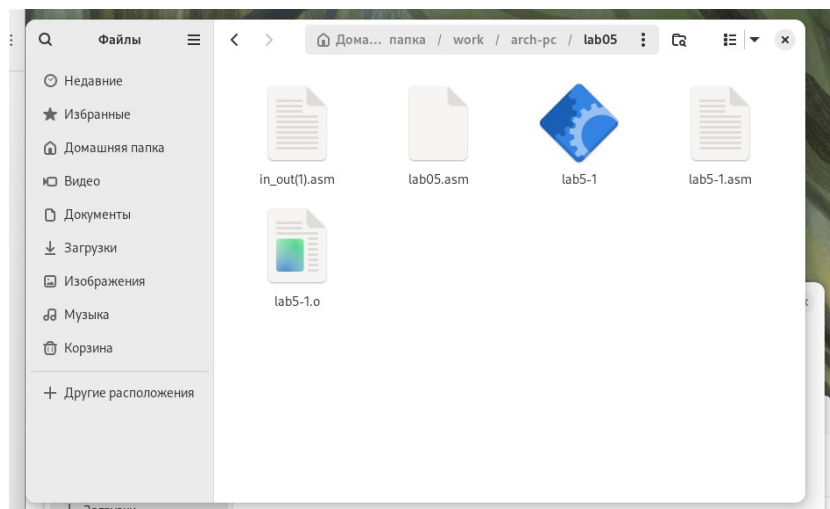 Файлы
Дома... папка / work / arch-pc / lab05
Недавние
Избранные
Домашняя папка
Видео
Документы
Загрузки
Изображения
Музыка
Корзина
Другие расположения
in_out(1).asm
lab05.asm
lab5-1
lab5-1.asm
lab5-1.o